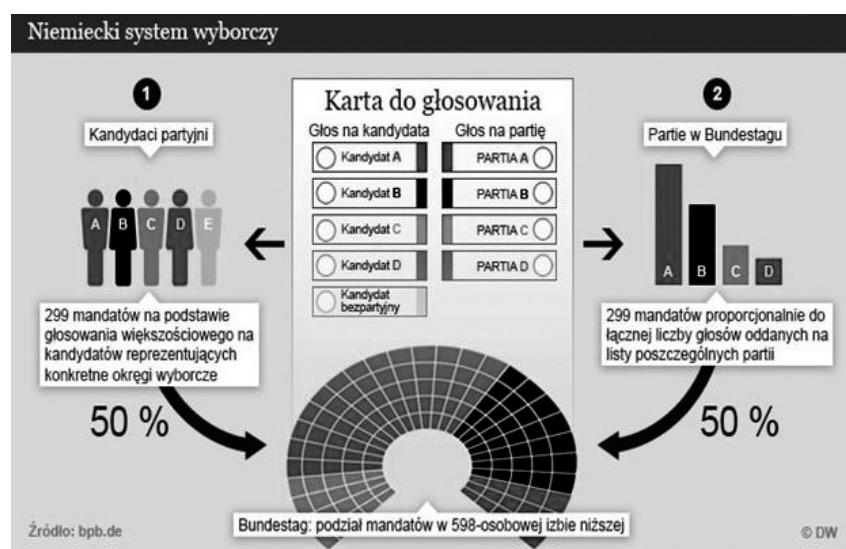 Niemiecki system wyborczy
1
Kandydaci partyjni
A B C D E
299 mandatów na podstawie
głosowania większościowego na
kandydatów reprezentujących
konkretne okręgi wyborcze
50 %
Karta do głosowania
Głos na kandydata Głos na partię
Kandydat A PARTIA A
Kandydat B PARTIA B
Kandydat C PARTIA C
Kandydat D PARTIA D
Kandydat
bezpartyjny
2
Partie w Bundestagu
A B C D
299 mandatów proporcjonalnie do
łącznej liczby głosów oddanych na
listy poszczególnych partii
50 %
Bundestag: podział mandatów w 598-osobowej izbie niższej
Źródło: bpb.de
© DW